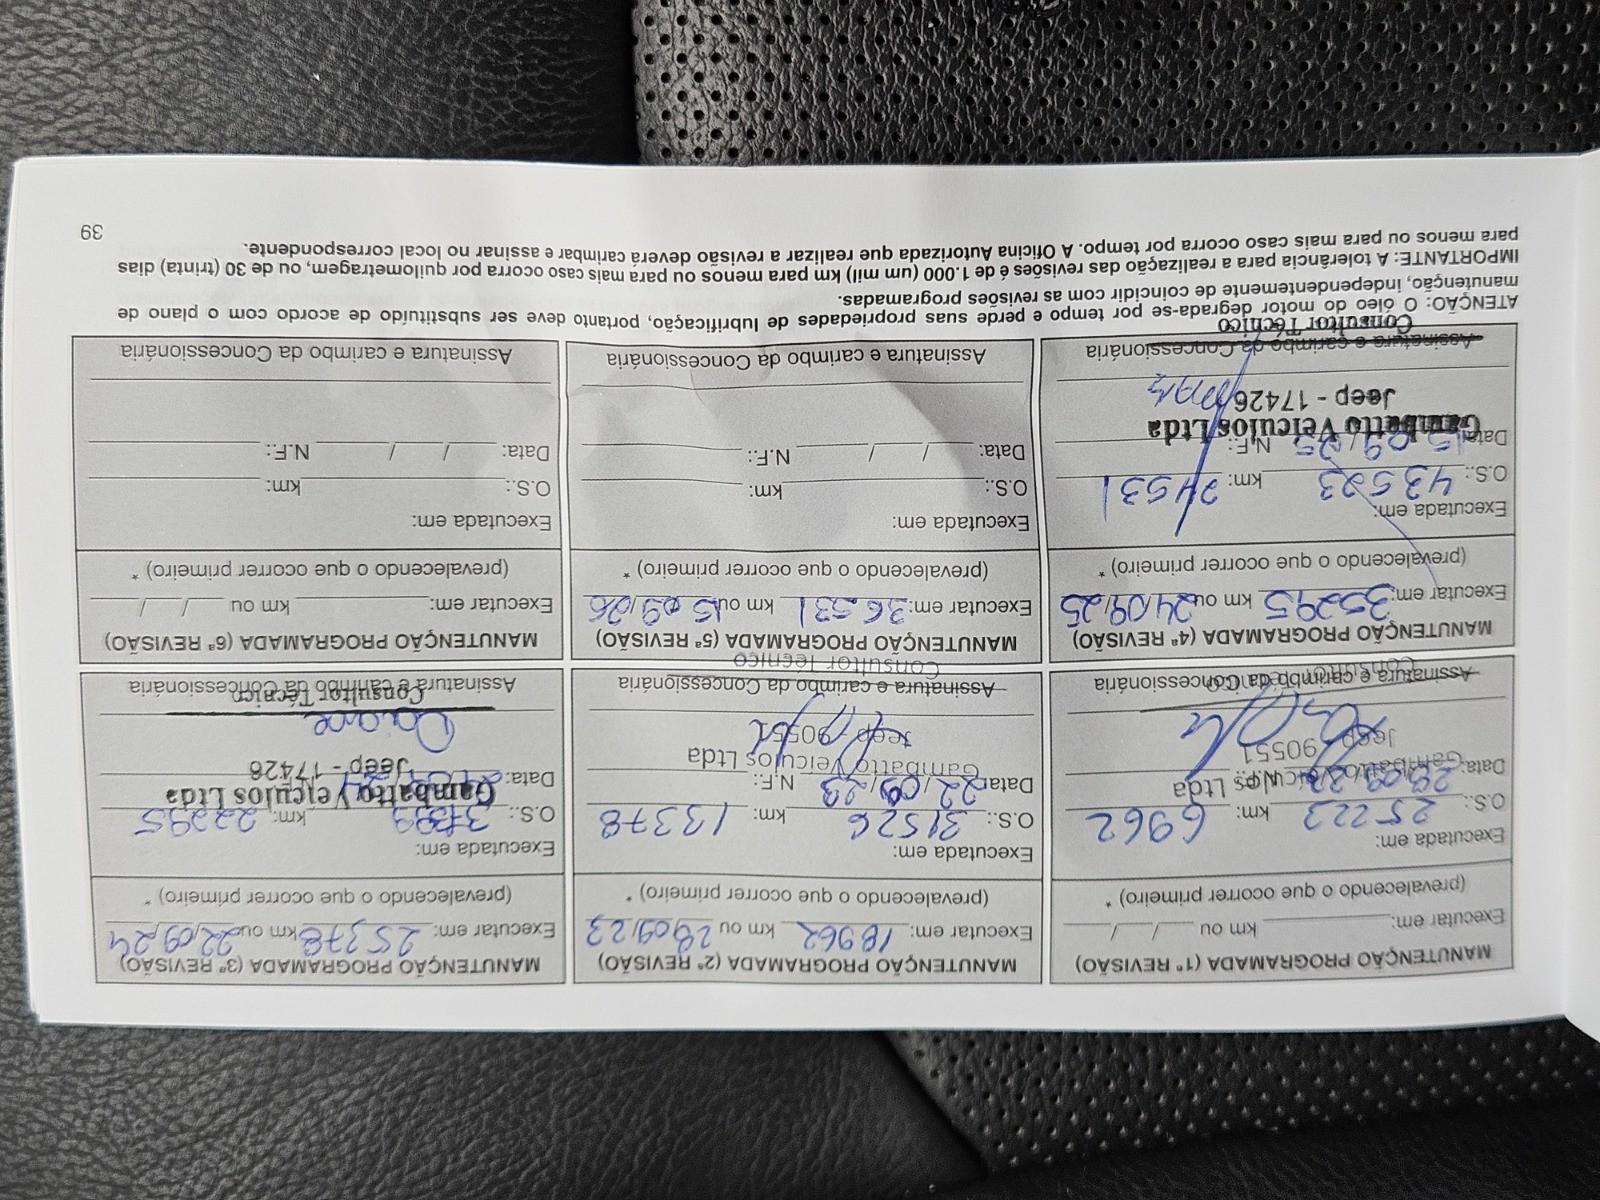 MANUTENÇÃO PROGRAMADA (1ª REVISÃO)
Executar em: km ou / /
(prevalecendo o que ocorrer primeiro) *
Executada em:
O.S.: 25223 km: 6962
Data: 28/09/22 N.F.:
Gambatto Veículos Ltda
Jeep 90551
Assinatura e carimbo da Concessionária
Consultor Técnico
MANUTENÇÃO PROGRAMADA (2ª REVISÃO)
Executar em: 18962 km ou 28/09/23
(prevalecendo o que ocorrer primeiro) *
Executada em:
O.S.: 31526 km: 13378
Data: 22/09/23 N.F.:
Gambatto Veículos Ltda
Jeep 90551
Assinatura e carimbo da Concessionária
Consultor Técnico
MANUTENÇÃO PROGRAMADA (3ª REVISÃO)
Executar em: 25378 km ou 22/09/24
(prevalecendo o que ocorrer primeiro) *
Executada em:
O.S.: km: 22295
Gambatto Veículos Ltda
Data:
Jeep - 17426
Daiane
Assinatura e carimbo da Concessionária
Consultor Técnico
MANUTENÇÃO PROGRAMADA (4ª REVISÃO)
Executar em: 35295 km ou 24/09/25
(prevalecendo o que ocorrer primeiro) *
Executada em:
O.S.: 43523 km: 24531
Data: 15/09/25 N.F.:
Gambatto Veículos Ltda
Jeep - 17426
Assinatura e carimbo da Concessionária
Consultor Técnico
MANUTENÇÃO PROGRAMADA (5ª REVISÃO)
Executar em: 36531 km ou 15/09/26
(prevalecendo o que ocorrer primeiro) *
Executada em:
O.S.: km:
Data: / / N.F.:
Assinatura e carimbo da Concessionária
MANUTENÇÃO PROGRAMADA (6ª REVISÃO)
Executar em: km ou / /
(prevalecendo o que ocorrer primeiro) *
Executada em:
O.S.: km:
Data: / / N.F.:
Assinatura e carimbo da Concessionária
ATENÇÃO: O óleo do motor degrada-se por tempo e perde suas propriedades de lubrificação, portanto deve ser substituído de acordo com o plano de
manutenção, independentemente de coincidir com as revisões programadas.
IMPORTANTE: A tolerância para a realização das revisões é de 1.000 (um mil) km para menos ou para mais caso ocorra por quilometragem, ou de 30 (trinta) dias
para menos ou para mais caso ocorra por tempo. A Oficina Autorizada que realizar a revisão deverá carimbar e assinar no local correspondente.
39